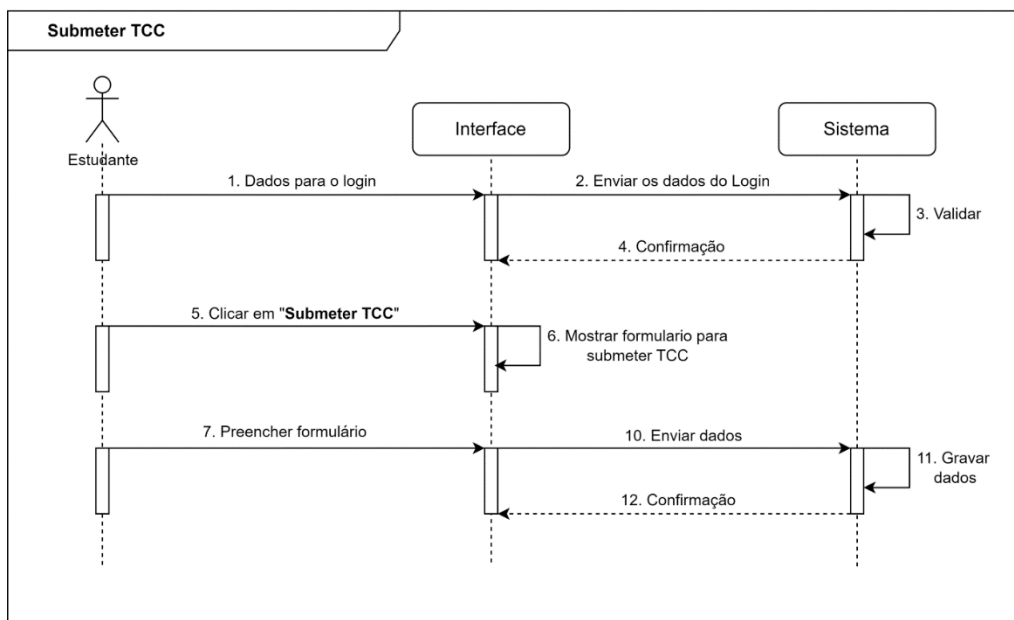 Submeter TCC
Estudante
Interface
Sistema
1. Dados para o login
2. Enviar os dados do Login
3. Validar
4. Confirmação
5. Clicar em "Submeter TCC"
6. Mostrar formulario para
submeter TCC
7. Preencher formulário
10. Enviar dados
11. Gravar
dados
12. Confirmação